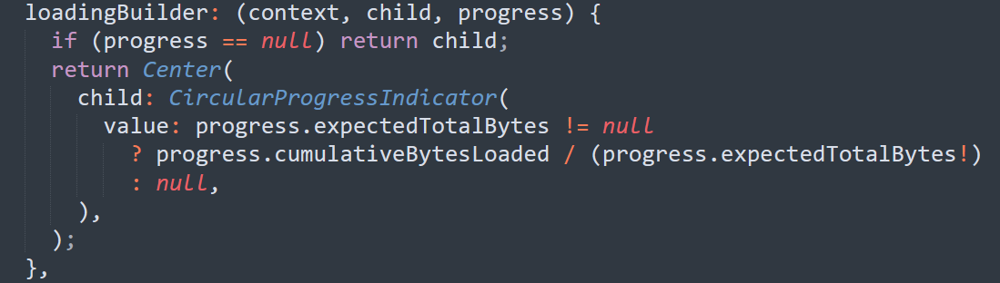 loadingBuilder: (context, child, progress) {
  if (progress == null) return child;
  return Center(
    child: CircularProgressIndicator(
      value: progress.expectedTotalBytes != null
        ? progress.cumulativeBytesLoaded / (progress.expectedTotalBytes!)
        : null,
    ),
  );
},